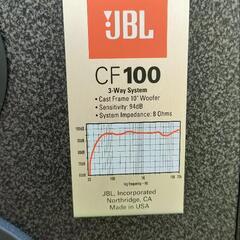 JBL
CF100
3-Way System
• Cast Frame 10" Woofer
• Sensitivity: 94dB
• System Impedance: 8 Ohms
JBL, Incorporated
Northridge, CA
Made in USA